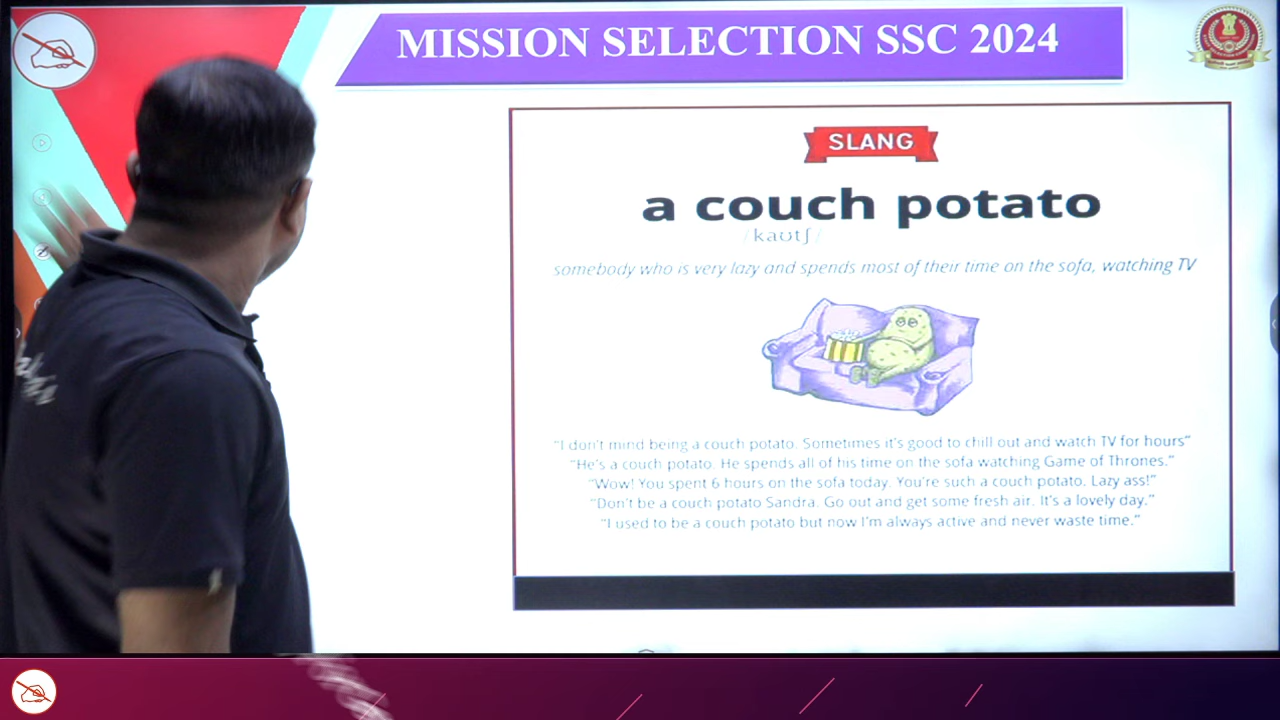 MISSION SELECTION SSC 2024
SLANG
a couch potato
/kaʊtʃ/
somebody who is very lazy and spends most of their time on the sofa, watching TV
"I don't mind being a couch potato. Sometimes it's good to chill out and watch TV for hours"
"He's a couch potato. He spends all of his time on the sofa watching Game of Thrones."
"Wow! You spent 6 hours on the sofa today. You're such a couch potato. Lazy ass!"
"Don't be a couch potato Sandra. Go out and get some fresh air. It's a lovely day."
"I used to be a couch potato but now I'm always active and never waste time."